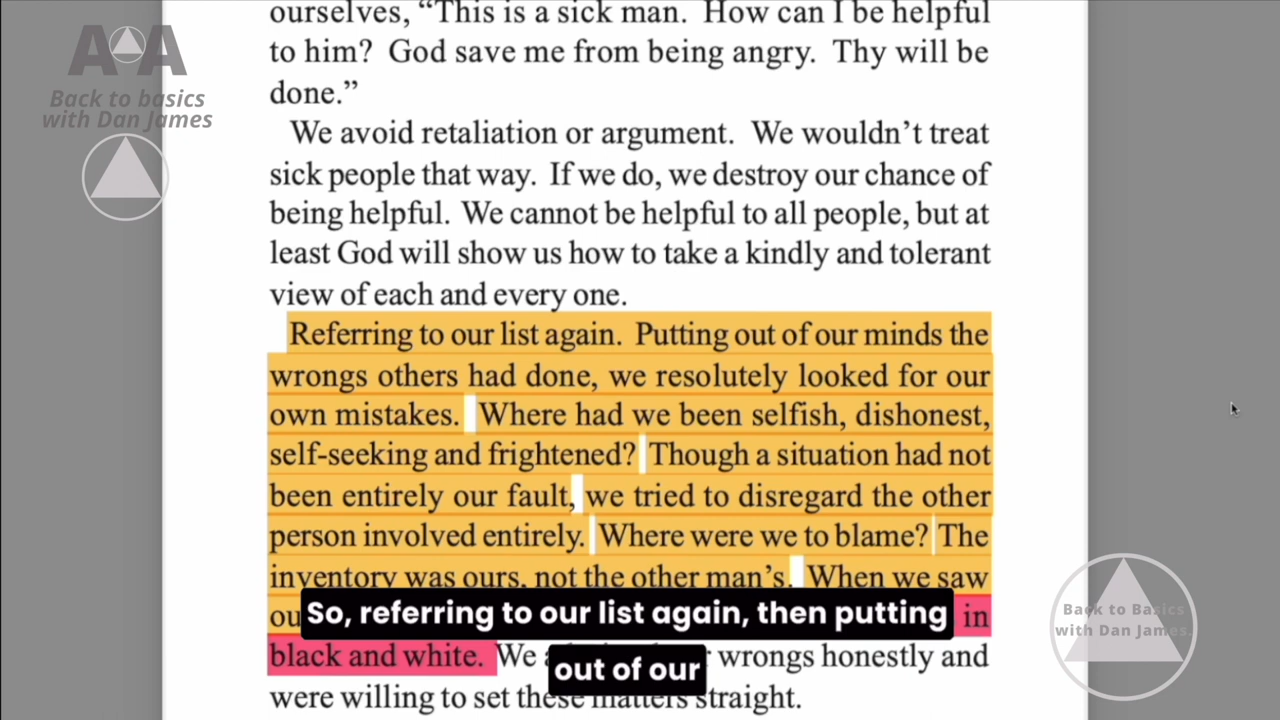 ourselves, “This is a sick man. How can I be helpful
to him? God save me from being angry. Thy will be
done.”
We avoid retaliation or argument. We wouldn’t treat
sick people that way. If we do, we destroy our chance of
being helpful. We cannot be helpful to all people, but at
least God will show us how to take a kindly and tolerant
view of each and every one.
Referring to our list again. Putting out of our minds the
wrongs others had done, we resolutely looked for our
own mistakes. Where had we been selfish, dishonest,
self-seeking and frightened? Though a situation had not
been entirely our fault, we tried to disregard the other
person involved entirely. Where were we to blame? The
inventory was ours, not the other man’s. When we saw
in
black and white. We wrongs honestly and
were willing to set these matters straight.
So, referring to our list again, then putting
out of our
AA
Back to basics
with Dan James
Back to Basics
with Dan James